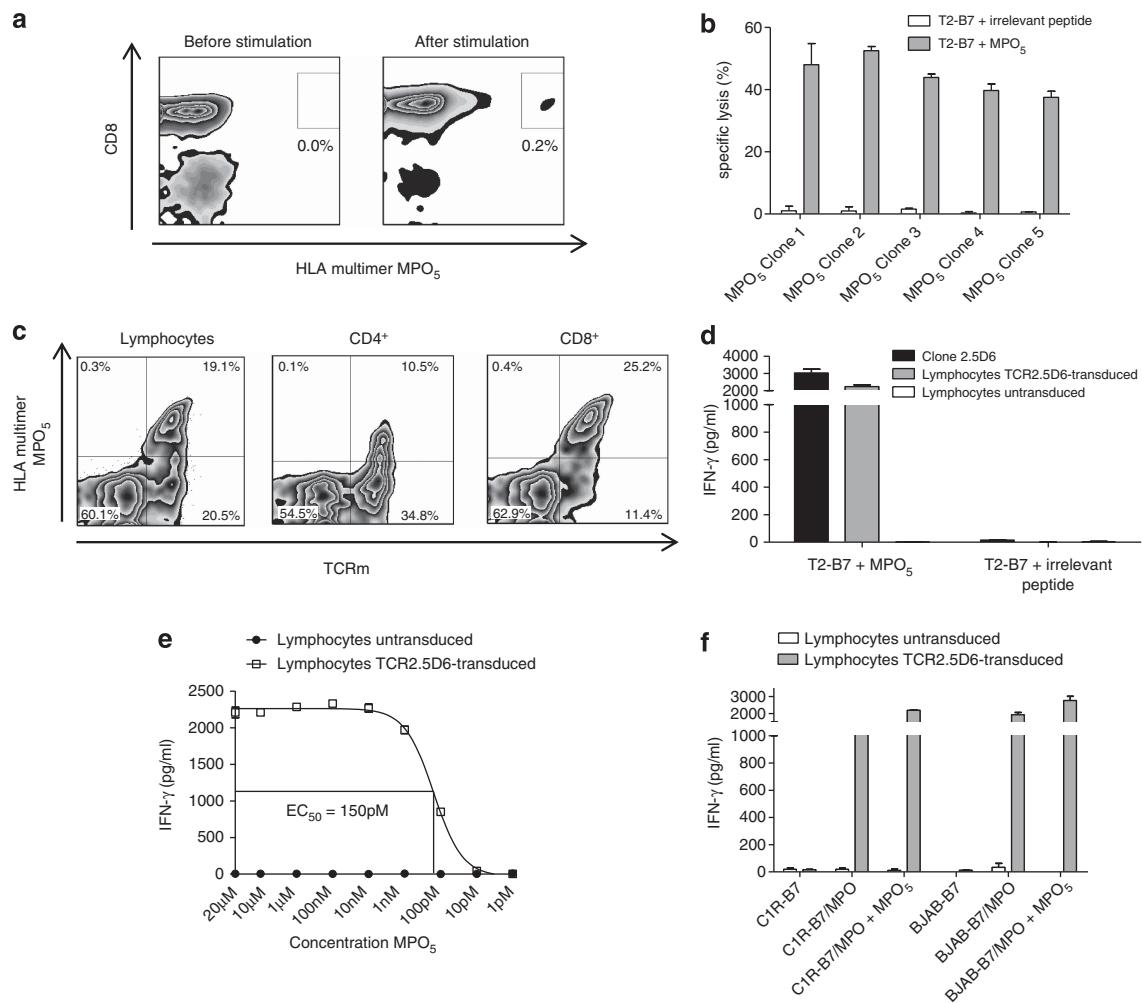 a
Before stimulation
After stimulation
CD8
0.0%
0.2%
HLA multimer MPO5
b
T2-B7 + irrelevant peptide
T2-B7 + MPO5
specific lysis (%)
60
40
20
0
MPO5 Clone 1
MPO5 Clone 2
MPO5 Clone 3
MPO5 Clone 4
MPO5 Clone 5
c
Lymphocytes
CD4+
CD8+
HLA multimer
MPO5
0.3%
19.1%
60.1%
20.5%
0.1%
10.5%
54.5%
34.8%
0.4%
25.2%
62.9%
11.4%
TCRm
d
Clone 2.5D6
Lymphocytes TCR2.5D6-transduced
Lymphocytes untransduced
IFN-γ (pg/ml)
4000
3000
2000
1000
800
600
400
200
0
T2-B7 + MPO5
T2-B7 + irrelevant
peptide
e
Lymphocytes untransduced
Lymphocytes TCR2.5D6-transduced
IFN-γ (pg/ml)
2500
2000
1500
1000
500
0
EC50 = 150pM
20μM
10μM
1μM
100nM
10nM
1nM
100pM
10pM
1pM
Concentration MPO5
f
Lymphocytes untransduced
Lymphocytes TCR2.5D6-transduced
IFN-γ (pg/ml)
3000
2000
1000
800
600
400
200
0
C1R-B7
C1R-B7/MPO
C1R-B7/MPO + MPO5
BJAB-B7
BJAB-B7/MPO
BJAB-B7/MPO + MPO5